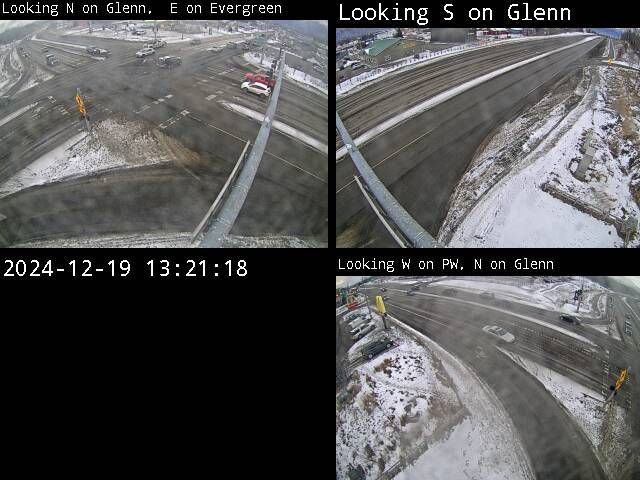 Looking N on Glenn,  E on Evergreen
Looking S on Glenn
2024-12-19 13:21:18
Looking W on PW, N on Glenn